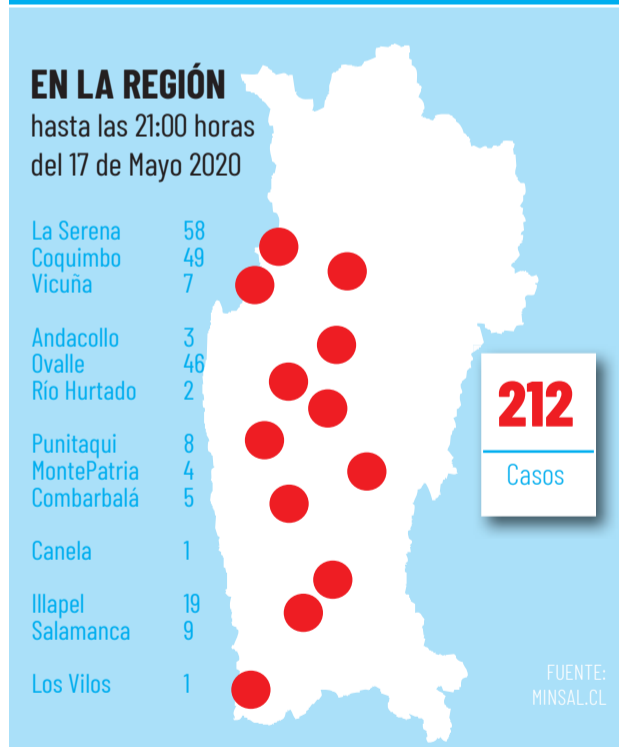 EN LA REGIÓN
hasta las 21:00 horas
del 17 de Mayo 2020
La Serena 58
Coquimbo 49
Vicuña 7
Andacollo 3
Ovalle 46
Río Hurtado 2
Punitaqui 8
MontePatria 4
Combarbalá 5
Canela 1
Illapel 19
Salamanca 9
Los Vilos 1
212
Casos
FUENTE:
MINSAL.CL